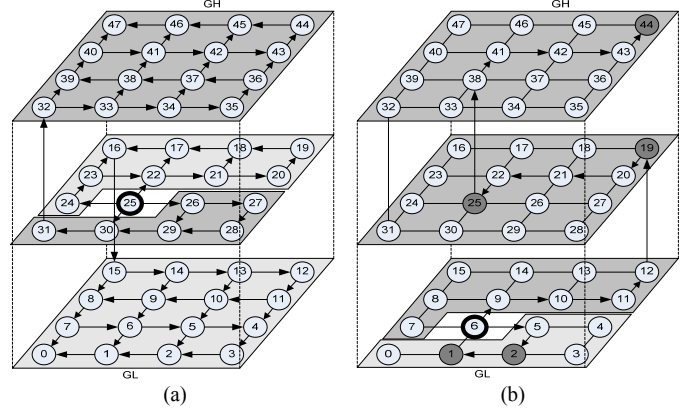 GH GH
47 46 45 44 47 46 45 44
40 41 42 43 40 41 42 43
39 38 37 36 39 38 37 36
32 33 34 35 32 33 34 35
16 17 18 19 16 17 18 19
23 22 21 20 23 22 21 20
24 25 26 27 24 25 26 27
31 30 29 28 31 30 29 28
15 14 13 12 15 14 13 12
8 9 10 11 8 9 10 11
7 6 5 4 7 6 5 4
0 1 2 3 0 1 2 3
GL GL
(a) (b)